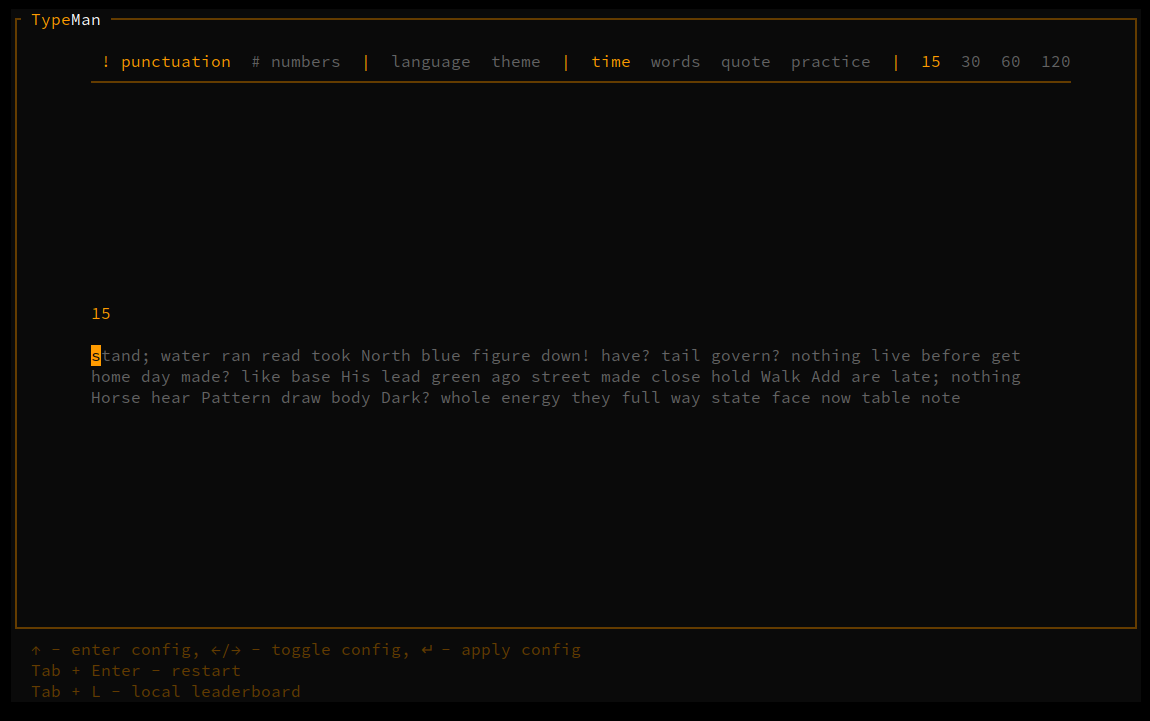 TypeMan
! punctuation # numbers | language theme | time words quote practice | 15 30 60 120
15
stand; water ran read took North blue figure down! have? tail govern? nothing live before get
home day made? like base His lead green ago street made close hold Walk Add are late; nothing
Horse hear Pattern draw body Dark? whole energy they full way state face now table note
↑ - enter config, ←/→ - toggle config, ↵ - apply config
Tab + Enter - restart
Tab + L - local leaderboard